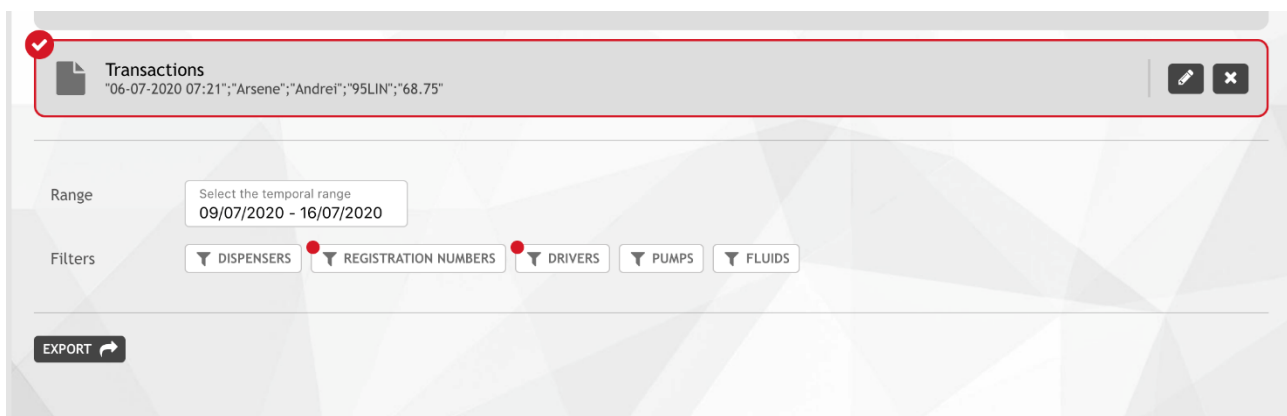 Transactions
"06-07-2020 07:21";"Arsene";"Andrei";"95LIN";"68.75"
Range
Select the temporal range
09/07/2020 - 16/07/2020
Filters
DISPENSERS
REGISTRATION NUMBERS
DRIVERS
PUMPS
FLUIDS
EXPORT